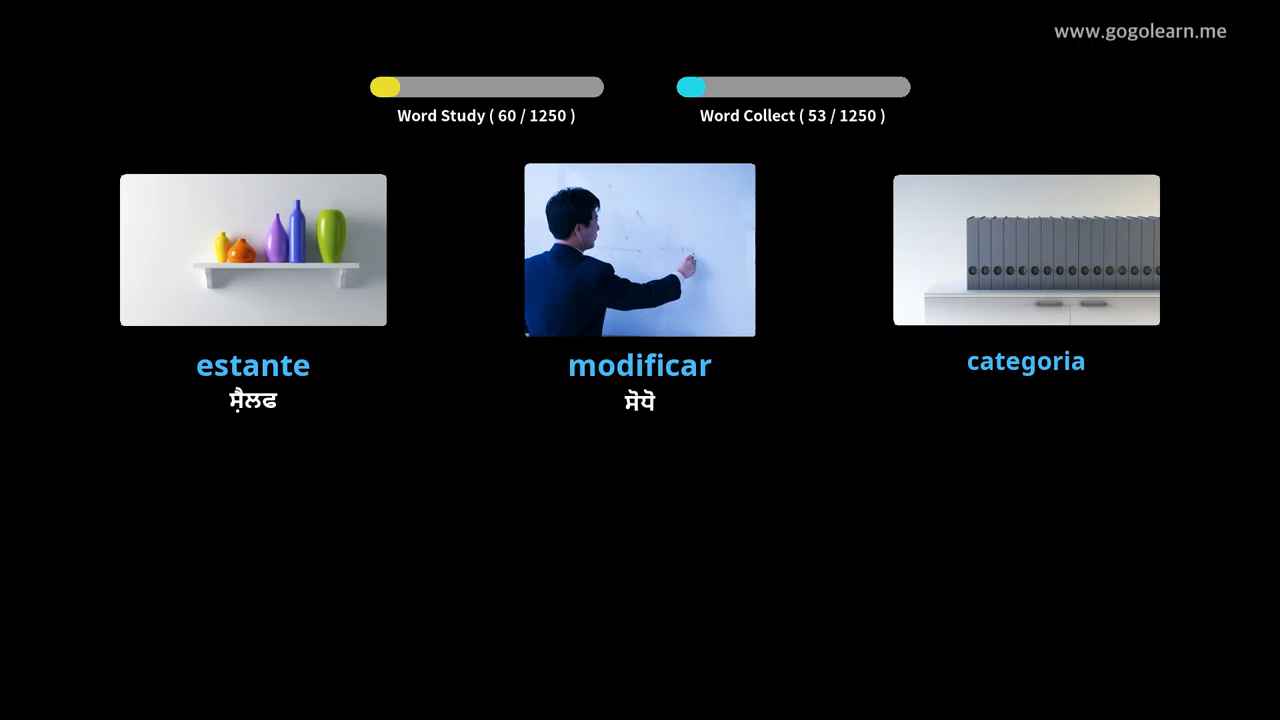 www.gogolearn.me
Word Study ( 60 / 1250 )
Word Collect ( 53 / 1250 )
estante
ਸ਼ੈਲਫ
modificar
ਸੋਧੋ
categoria